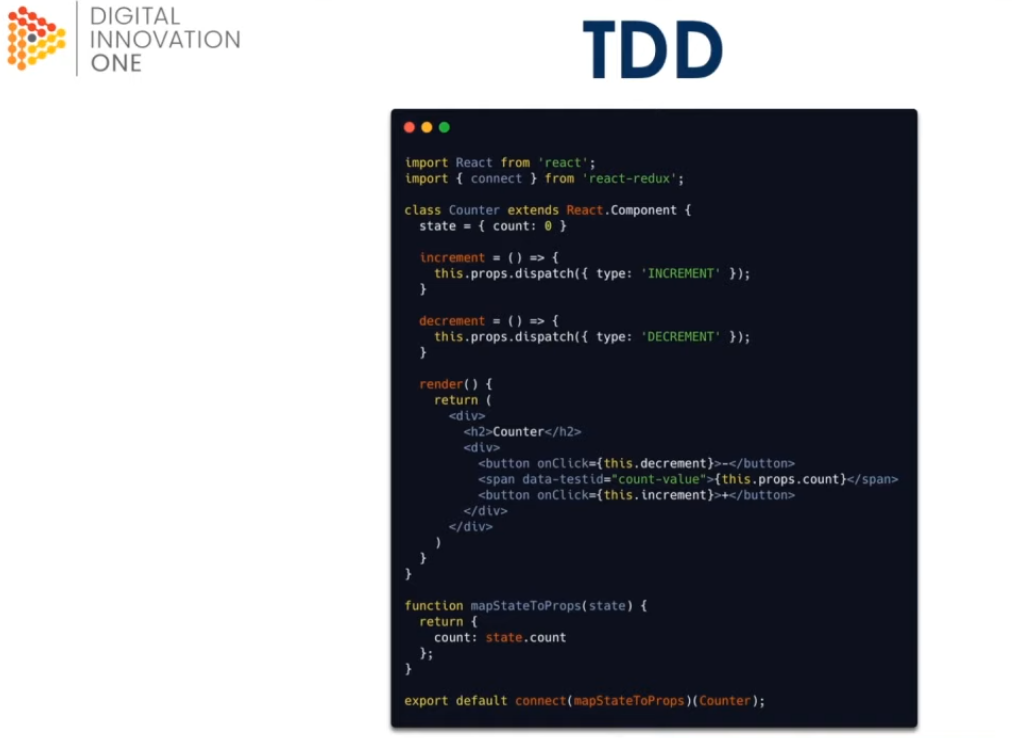 DIGITAL
INNOVATION
ONE
TDD
import React from 'react';
import { connect } from 'react-redux';
class Counter extends React.Component {
state = { count: 0 }
increment = () => {
this.props.dispatch({ type: 'INCREMENT' });
}
decrement = () => {
this.props.dispatch({ type: 'DECREMENT' });
}
render() {
return (
<div>
<h2>Counter</h2>
<div>
<button onClick={this.decrement}>-</button>
<span data-testid="count-value">{this.props.count}</span>
<button onClick={this.increment}>+</button>
</div>
</div>
)
}
}
function mapStateToProps(state) {
return {
count: state.count
};
}
export default connect(mapStateToProps)(Counter);